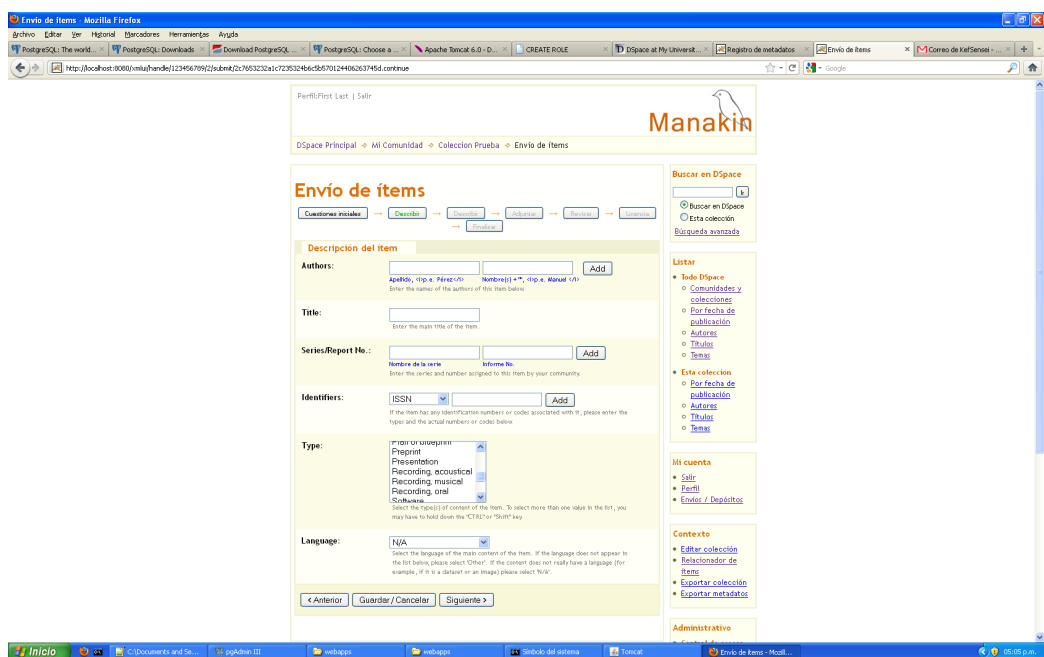 Envío de ítems - Mozilla Firefox
Archivo Editar Ver Historial Marcadores Herramientas Ayuda
PostgreSQL: The world... PostgreSQL: Downloads Download PostgreSQL ... PostgreSQL: Choose a ... Apache Tomcat 6.0 - D... CREATE ROLE DSpace at My Universit... Registro de metadatos Envío de ítems Correo de KefSensei - ...
http://localhost:8080/xmlui/handle/123456789/2/submit/2c7653232a1c7235324b6c5b570124406263745d.continue Google
Perfil:First Last | Salir
Manakin
DSpace Principal Mi Comunidad Coleccion Prueba Envío de ítems
Envío de ítems
Cuestiones iniciales → Describir → Describir → Adjuntar → Revisar → Licencia
→ Finalizar
Descripción del ítem
Authors:
Add
Apellido, <i>p.e. Pérez</i> Nombre(s) + "", <i>p.e. Manuel </i>
Enter the names of the authors of this item below.
Title:
Enter the main title of the item.
Series/Report No.:
Add
Nombre de la serie Informe No.
Enter the series and number assigned to this item by your community.
Identifiers:
ISSN Add
If the item has any identification numbers or codes associated with it, please enter the
types and the actual numbers or codes below.
Type:
Plan or blueprint
Preprint
Presentation
Recording, acoustical
Recording, musical
Recording, oral
Software
Select the type(s) of content of the item. To select more than one value in the list, you
may have to hold down the "CTRL" or "Shift" key.
Language:
N/A
Select the language of the main content of the item. If the language does not appear in
the list below, please select 'Other'. If the content does not really have a language (for
example, if it is a dataset or an image) please select 'N/A'.
< Anterior Guardar / Cancelar Siguiente >
Buscar en DSpace
Ir
Buscar en DSpace
Esta colección
Búsqueda avanzada
Listar
Todo DSpace
Comunidades y
colecciones
Por fecha de
publicación
Autores
Títulos
Temas
Esta colección
Por fecha de
publicación
Autores
Títulos
Temas
Mi cuenta
Salir
Perfil
Envíos / Depósitos
Contexto
Editar colección
Relacionador de
ítems
Exportar colección
Exportar metadatos
Administrativo
Control de acceso
Inicio C:\Documents and Se... pgAdmin III webapps webapps Símbolo del sistema Tomcat Envío de ítems - Mozill... 05:05 p.m.